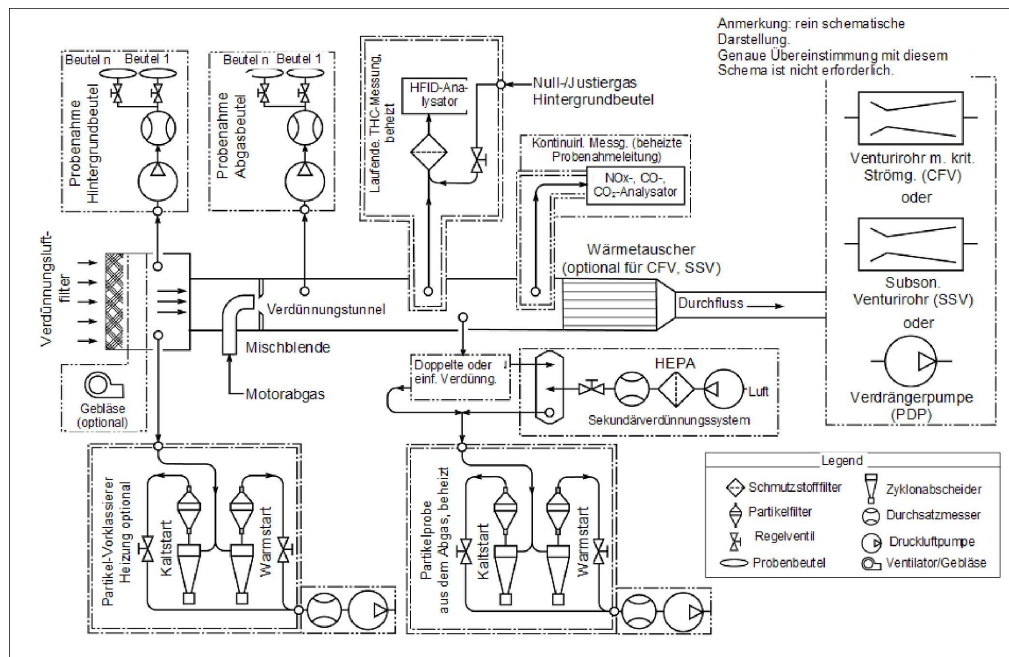 Anmerkung: rein schematische
Darstellung.
Genaue Übereinstimmung mit diesem
Schema ist nicht erforderlich.
Beutel n
Beutel 1
Probenahme
Hintergrundbeutel
Beutel n
Beutel 1
Probenahme
Abgasbeutel
Laufende THC-Messung,
beheizt
HFID-Ana-
lysator
Null-/Justiergas
Hintergrundbeutel
Kontinuirl. Messg. (beheizte
Probenahmeleitung)
NOx-, CO-,
CO₂-Analysator
Venturirohr m. krit.
Strömg. (CFV)
oder
Subson.
Venturirohr (SSV)
oder
Verdrängerpumpe
(PDP)
Verdünnungsluft-
filter
Verdünnungstunnel
Mischblende
Motorabgas
Wärmetauscher
(optional für CFV, SSV)
Durchfluss
Gebläse
(optional)
Doppelte oder
einf. Verdünng.
HEPA
Luft
Sekundärverdünnungssystem
Partikel-Vorklassierer
Heizung optional
Kaltstart
Warmstart
Partikelprobe
aus dem Abgas, beheizt
Kaltstart
Warmstart
Legend
Schmutzstofffilter
Zyklonabscheider
Partikelfilter
Durchsatzmesser
Regelventil
Druckluftpumpe
Probenbeutel
Ventilator/Gebläse